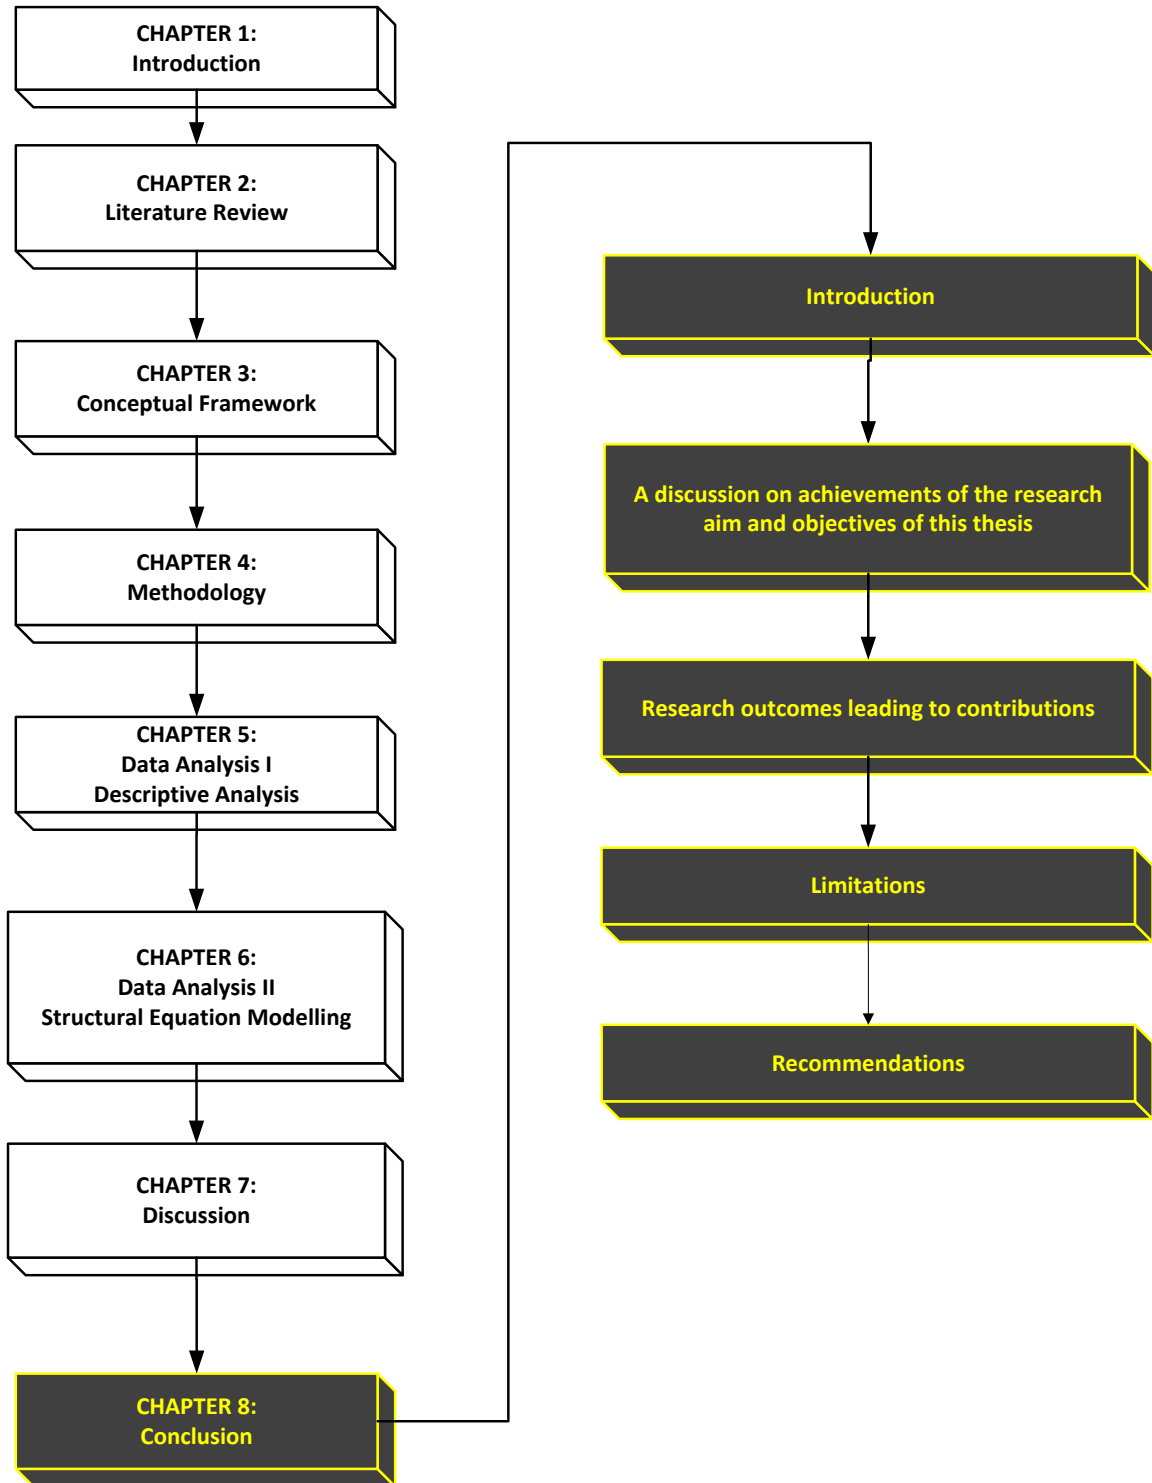 CHAPTER 1:
Introduction
CHAPTER 2:
Literature Review
CHAPTER 3:
Conceptual Framework
CHAPTER 4:
Methodology
CHAPTER 5:
Data Analysis I
Descriptive Analysis
CHAPTER 6:
Data Analysis II
Structural Equation Modelling
CHAPTER 7:
Discussion
CHAPTER 8:
Conclusion
Introduction
A discussion on achievements of the research
aim and objectives of this thesis
Research outcomes leading to contributions
Limitations
Recommendations